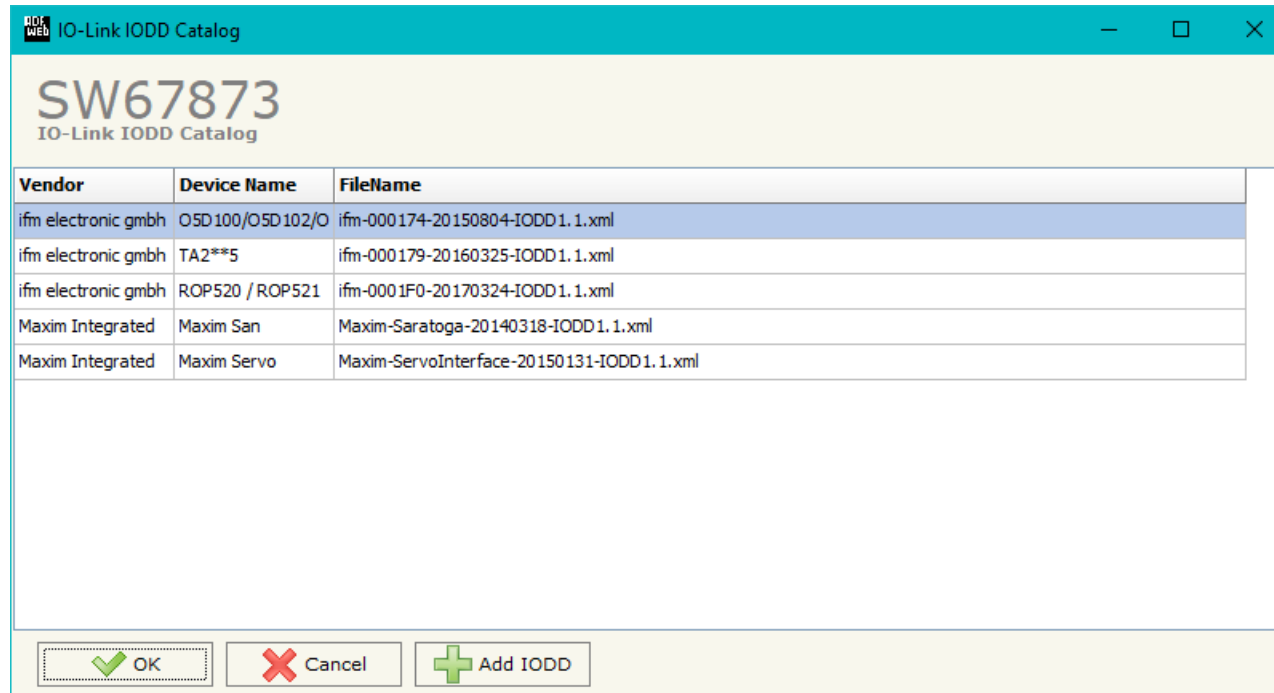 ADF WEB IO-Link IODD Catalog
SW67873
IO-Link IODD Catalog
Vendor Device Name FileName
ifm electronic gmbh O5D100/O5D102/O ifm-000174-20150804-IODD1.1.xml
ifm electronic gmbh TA2**5 ifm-000179-20160325-IODD1.1.xml
ifm electronic gmbh ROP520 / ROP521 ifm-0001F0-20170324-IODD1.1.xml
Maxim Integrated Maxim San Maxim-Saratoga-20140318-IODD1.1.xml
Maxim Integrated Maxim Servo Maxim-ServoInterface-20150131-IODD1.1.xml
OK Cancel Add IODD